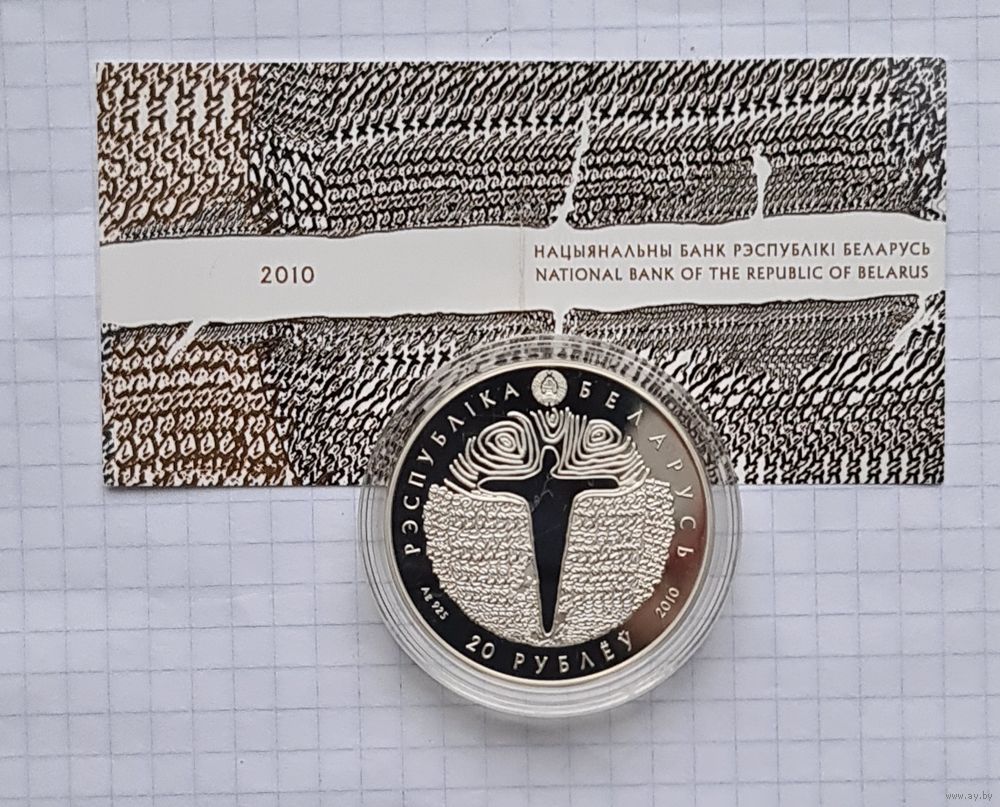 2010
НАЦЫЯНАЛЬНЫ БАНК РЭСПУБЛІКІ БЕЛАРУСЬ
NATIONAL BANK OF THE REPUBLIC OF BELARUS
РЭСПУБЛІКА БЕЛАРУСЬ
Ag 925
20 РУБЛЁЎ
2010
www.ay.by